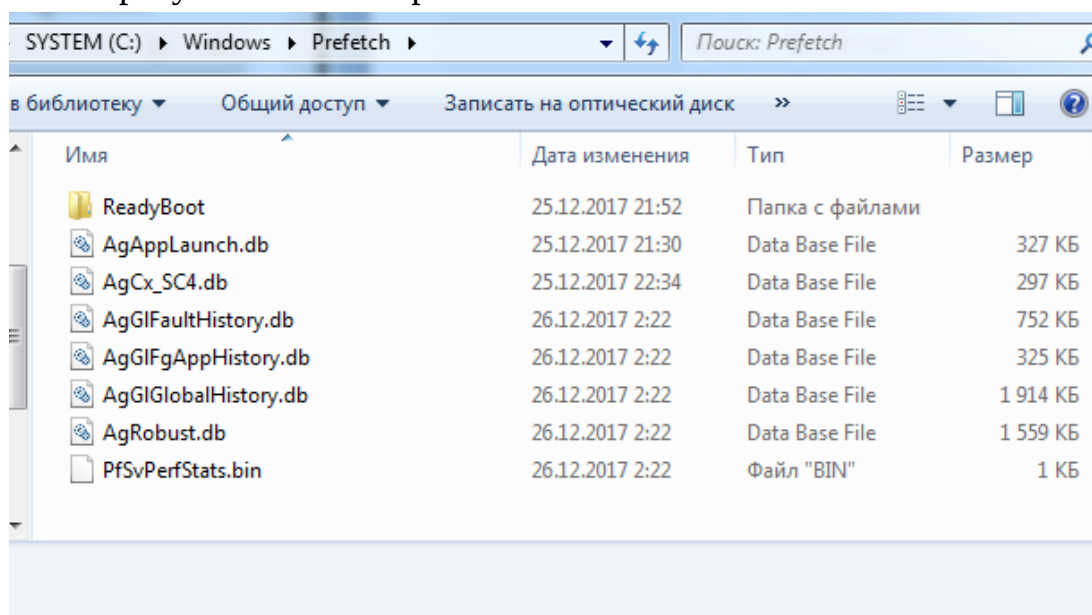 SYSTEM (C:) Windows Prefetch Поиск: Prefetch
в библиотеку Общий доступ Записать на оптический диск »
Имя Дата изменения Тип Размер
ReadyBoot 25.12.2017 21:52 Папка с файлами
AgAppLaunch.db 25.12.2017 21:30 Data Base File 327 КБ
AgCx_SC4.db 25.12.2017 22:34 Data Base File 297 КБ
AgGlFaultHistory.db 26.12.2017 2:22 Data Base File 752 КБ
AgGlFgAppHistory.db 26.12.2017 2:22 Data Base File 325 КБ
AgGlGlobalHistory.db 26.12.2017 2:22 Data Base File 1 914 КБ
AgRobust.db 26.12.2017 2:22 Data Base File 1 559 КБ
PfSvPerfStats.bin 26.12.2017 2:22 Файл "BIN" 1 КБ